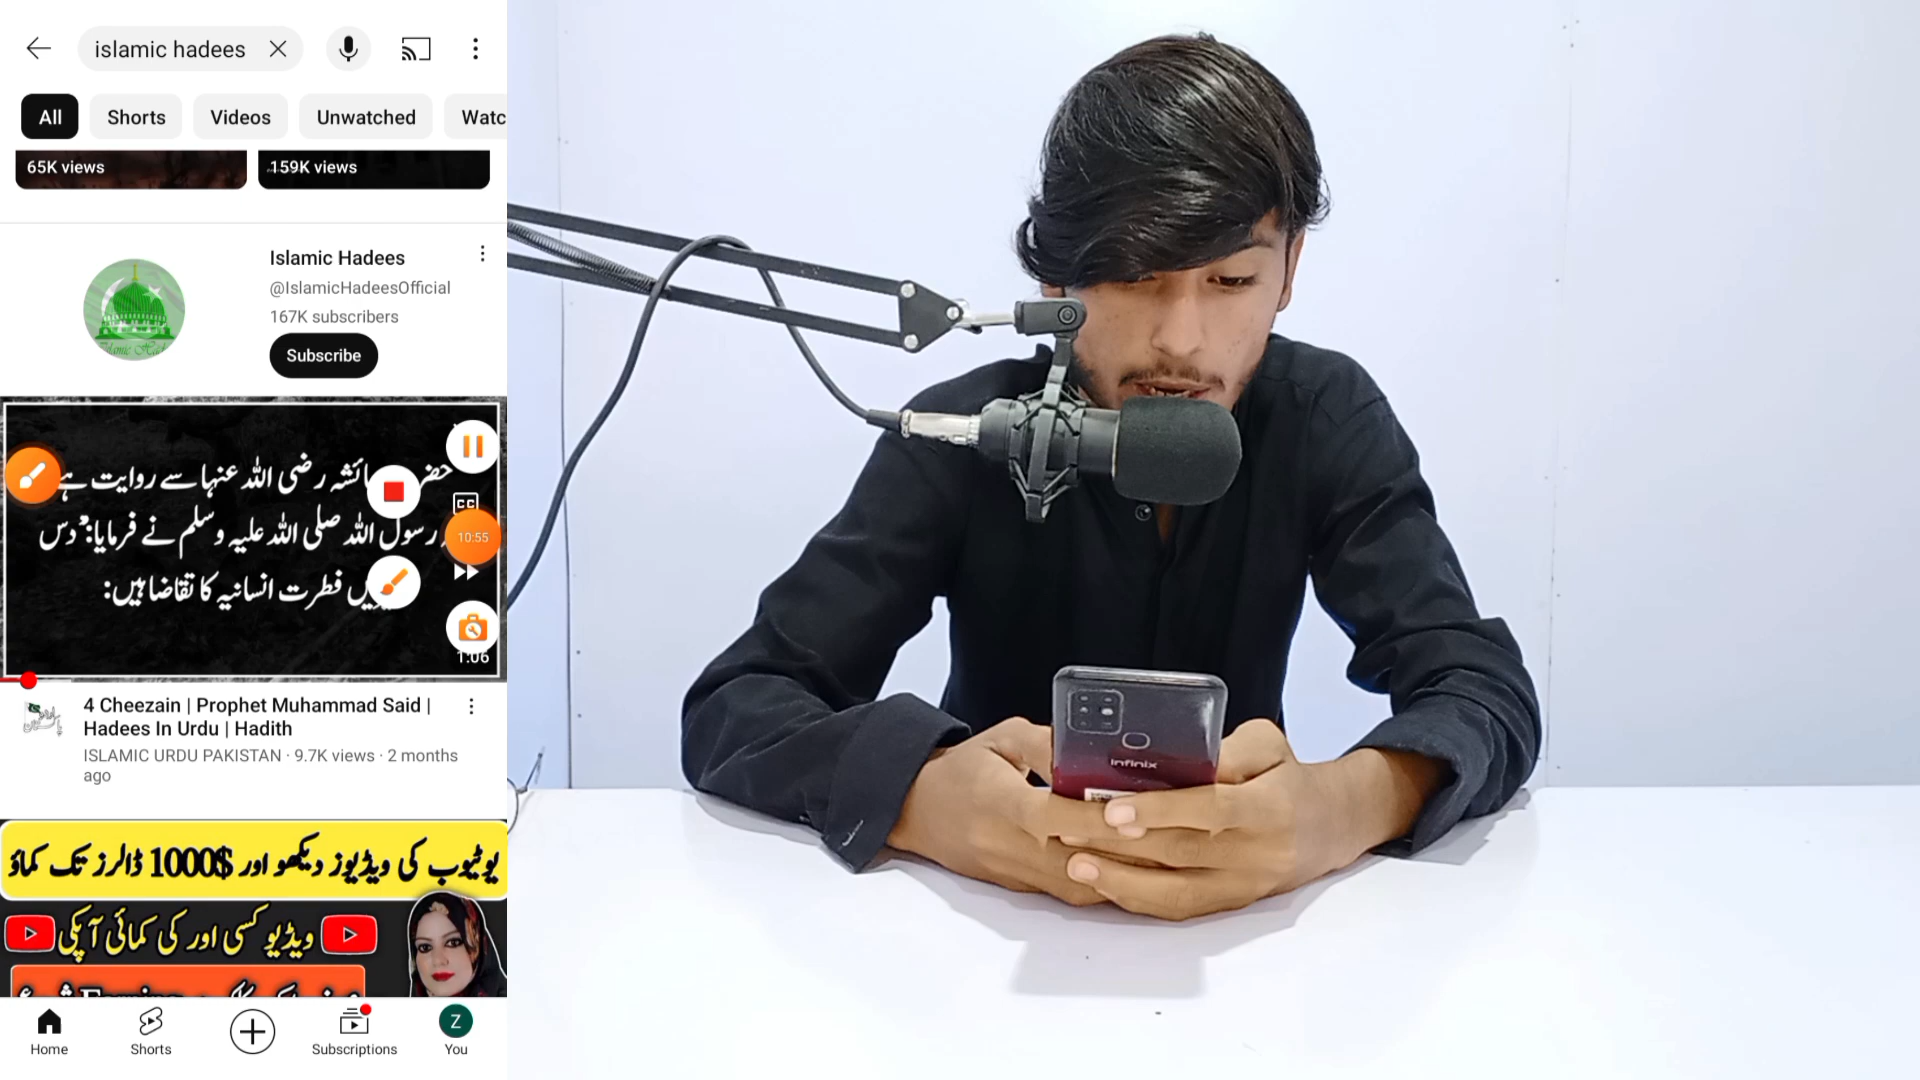 islamic hadees
All
Shorts
Videos
Unwatched
Watc
65K views
159K views
Islamic Hadees
@IslamicHadeesOfficial
167K subscribers
Subscribe
رضی اللہ عنہا سے روایت ہے
رسول اللہ صلی اللہ علیہ وسلم نے فرمایا: "دس
فطرت انسانیہ کا تقاضا ہیں:
CC
10:55
1:06
4 Cheezain | Prophet Muhammad Said |
Hadees In Urdu | Hadith
ISLAMIC URDU PAKISTAN · 9.7K views · 2 months
ago
یوٹیوب کی ویڈیوز دیکھو اور $1000 ڈالرز تک کماؤ
ویڈیو کسی اور کی کمائی آپکی
Home
Shorts
Subscriptions
Z
You
Infinix